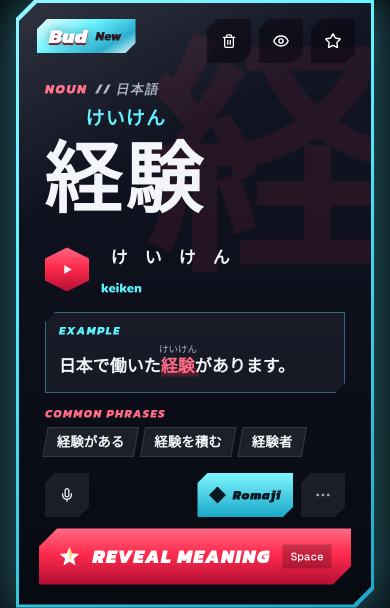 Bud New
NOUN // 日本語
けいけん
経験
け い け ん
keiken
EXAMPLE
けいけん
日本で働いた経験があります。
COMMON PHRASES
経験がある 経験を積む 経験者
Romaji
REVEAL MEANING Space
経